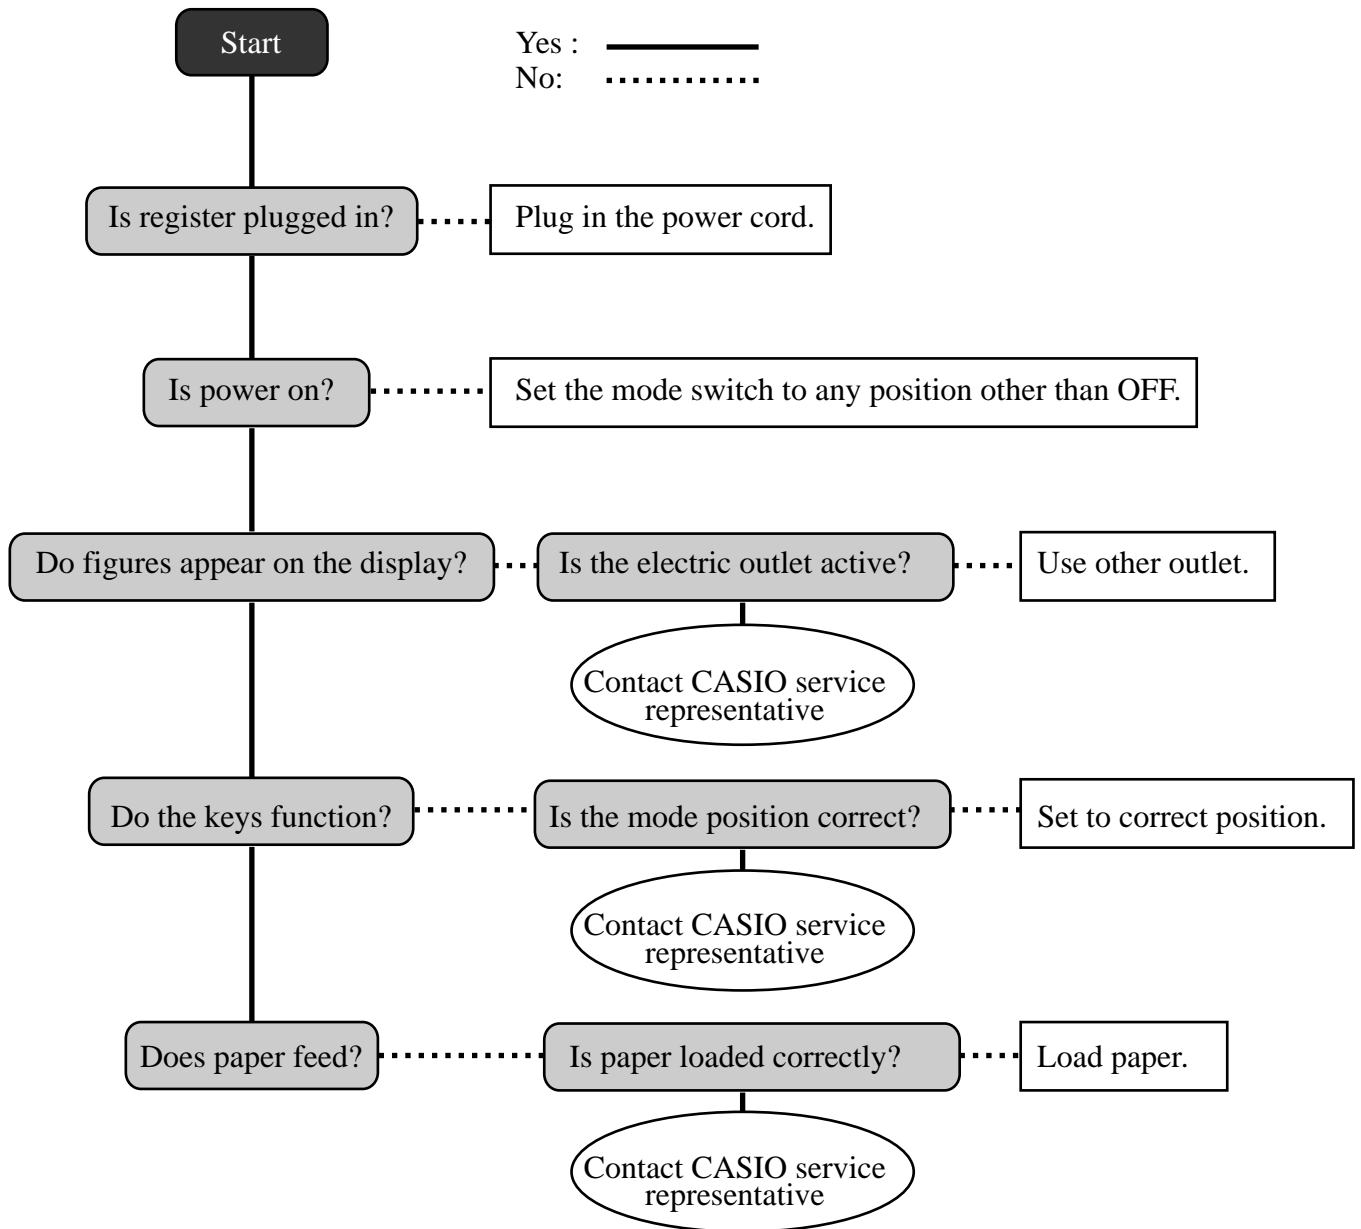 Start
Yes :
No:
Is register plugged in?
Plug in the power cord.
Is power on?
Set the mode switch to any position other than OFF.
Do figures appear on the display?
Is the electric outlet active?
Use other outlet.
Contact CASIO service
representative
Do the keys function?
Is the mode position correct?
Set to correct position.
Contact CASIO service
representative
Does paper feed?
Is paper loaded correctly?
Load paper.
Contact CASIO service
representative